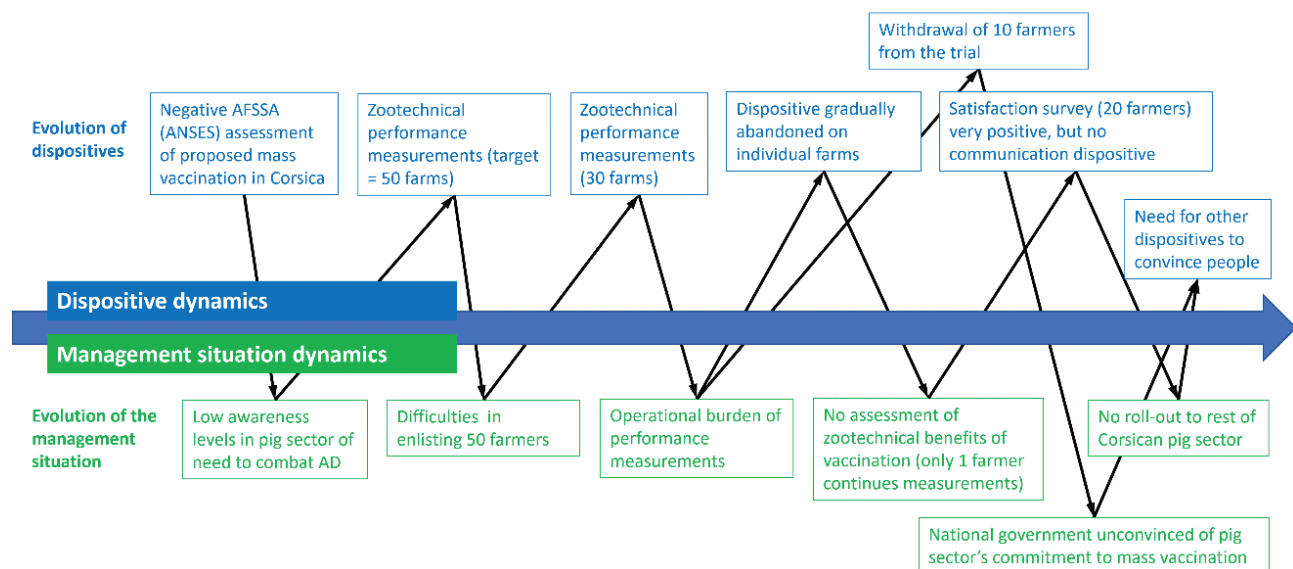 Withdrawal of 10 farmers
from the trial
Evolution of
dispositives
Negative AFSSA
(ANSES) assessment
of proposed mass
vaccination in Corsica
Zootechnical
performance
measurements (target
= 50 farms)
Zootechnical
performance
measurements
(30 farms)
Dispositive gradually
abandoned on
individual farms
Satisfaction survey (20 farmers)
very positive, but no
communication dispositive
Need for other
dispositives to
convince people
Dispositive dynamics
Management situation dynamics
Evolution of the
management
situation
Low awareness
levels in pig sector of
need to combat AD
Difficulties in
enlisting 50 farmers
Operational burden of
performance
measurements
No assessment of
zootechnical benefits of
vaccination (only 1 farmer
continues measurements)
No roll-out to rest of
Corsican pig sector
National government unconvinced of pig
sector's commitment to mass vaccination